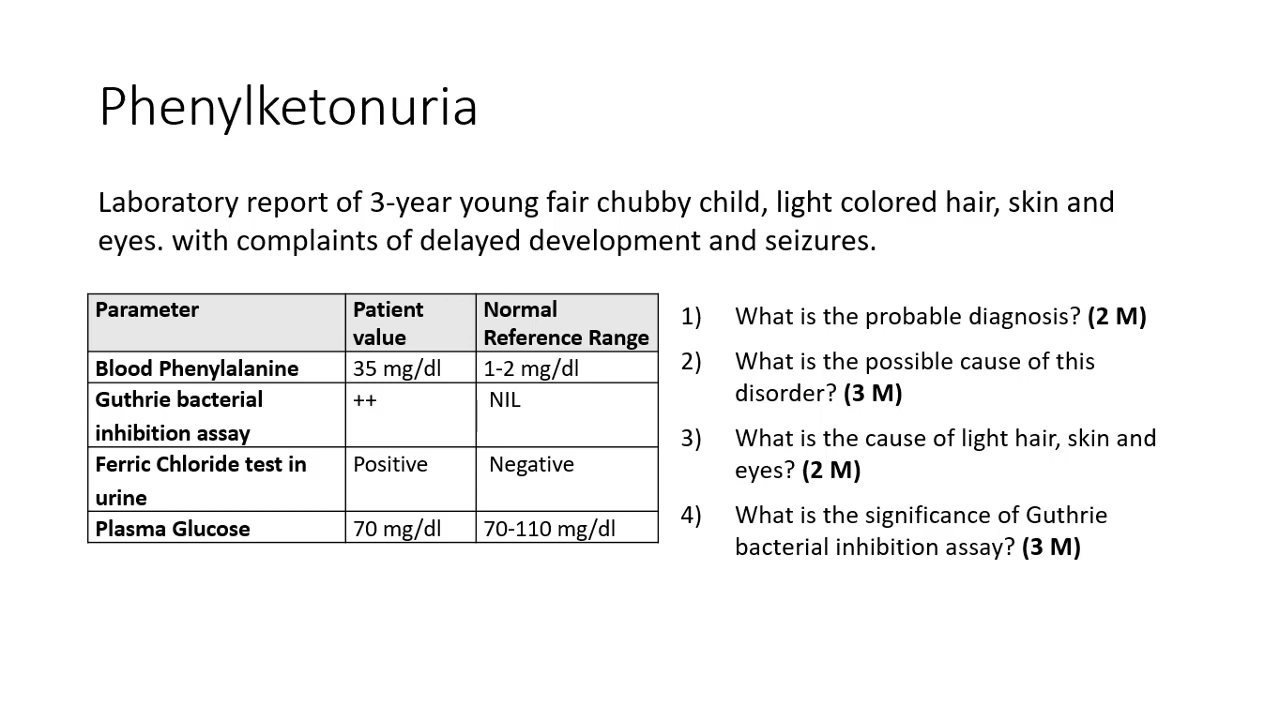 Phenylketonuria
Laboratory report of 3-year young fair chubby child, light colored hair, skin and
eyes. with complaints of delayed development and seizures.
Parameter Patient value Normal Reference Range
Blood Phenylalanine 35 mg/dl 1-2 mg/dl
Guthrie bacterial inhibition assay ++ NIL
Ferric Chloride test in urine Positive Negative
Plasma Glucose 70 mg/dl 70-110 mg/dl
1) What is the probable diagnosis? (2 M)
2) What is the possible cause of this
disorder? (3 M)
3) What is the cause of light hair, skin and
eyes? (2 M)
4) What is the significance of Guthrie
bacterial inhibition assay? (3 M)